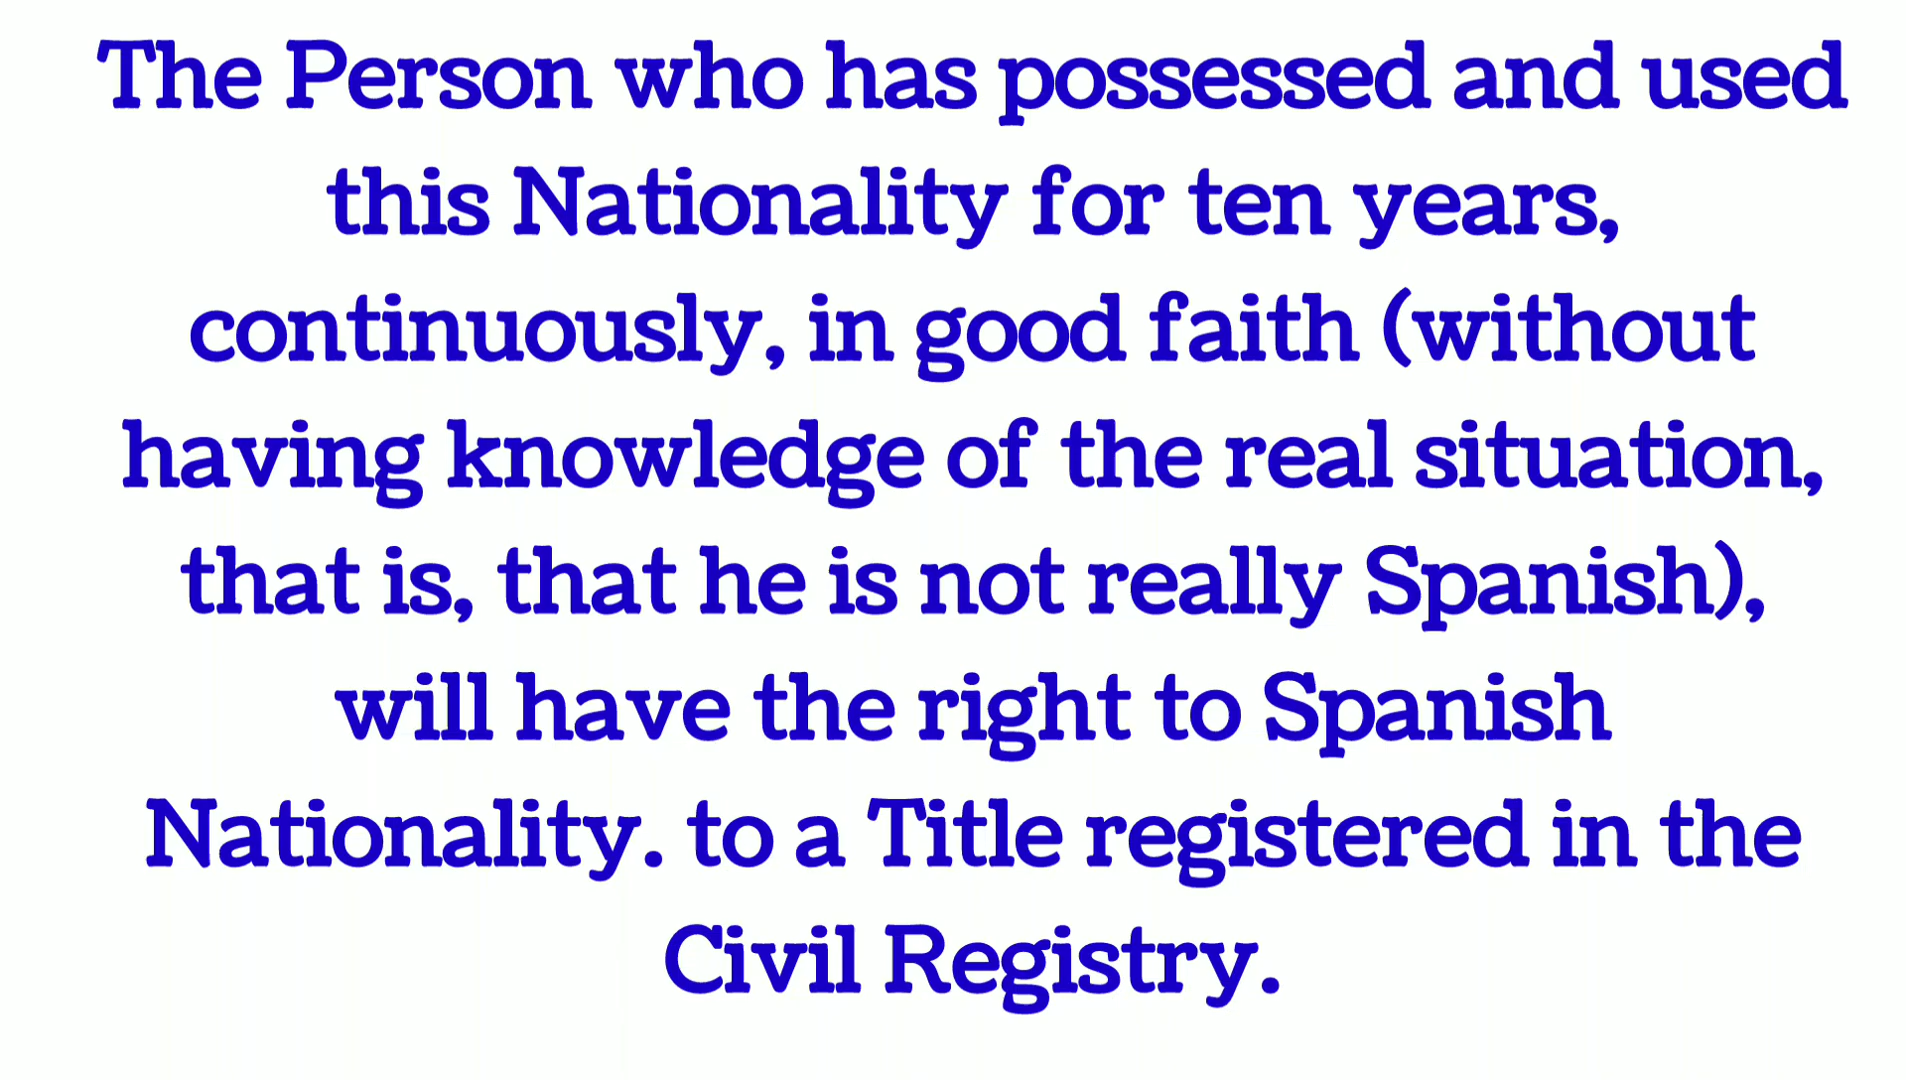 The Person who has possessed and used
this Nationality for ten years,
continuously, in good faith (without
having knowledge of the real situation,
that is, that he is not really Spanish),
will have the right to Spanish
Nationality. to a Title registered in the
Civil Registry.